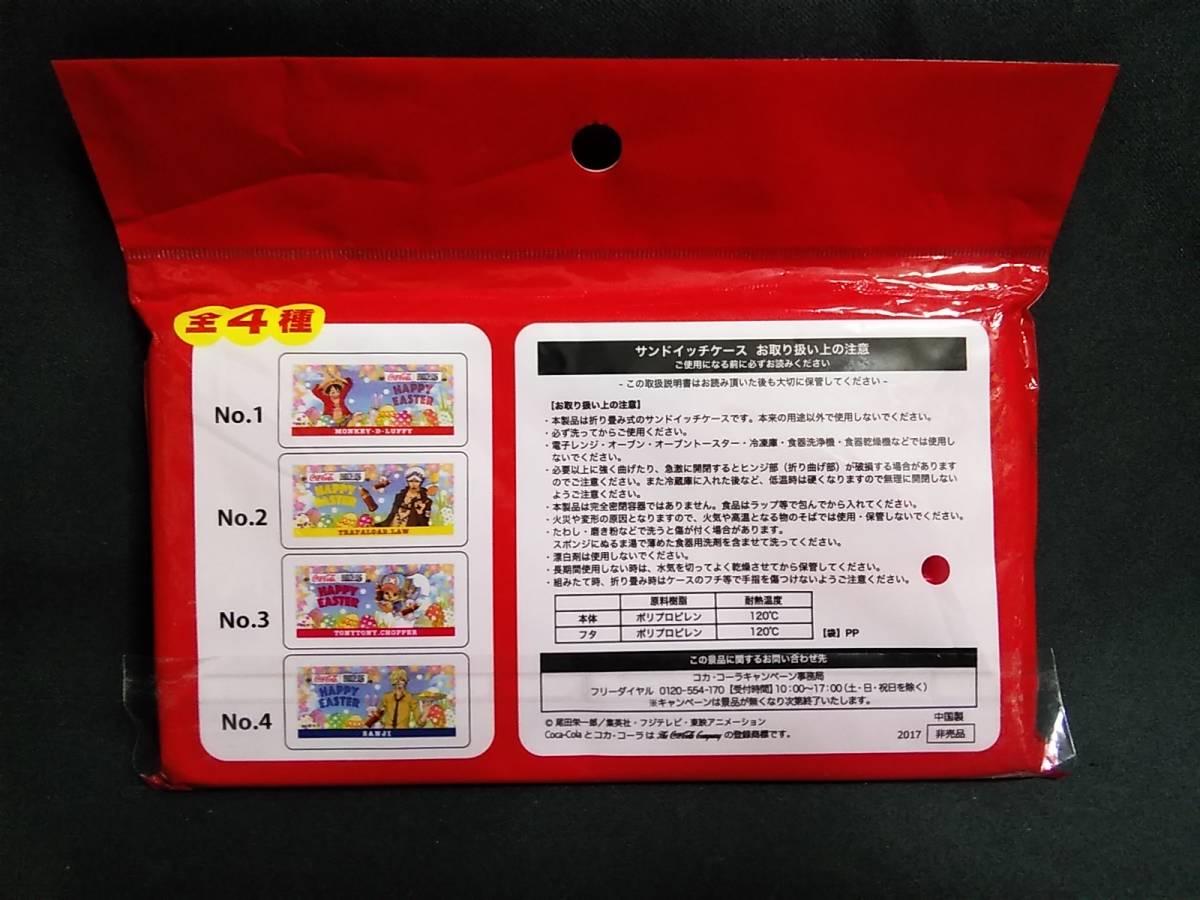 全4種
No.1
Coca-Cola
HAPPY
EASTER
MONKEY·D·LUFFY
No.2
Coca-Cola
HAPPY
EASTER
TRAFALGAR.LAW
No.3
Coca-Cola
HAPPY
EASTER
TONYTONY.CHOPPER
No.4
Coca-Cola
HAPPY
EASTER
SANJI
サンドイッチケース お取り扱い上の注意
ご使用になる前に必ずお読みください
- この取扱説明書はお読み頂いた後も大切に保管してください -
【お取り扱い上の注意】
・本製品は折り畳み式のサンドイッチケースです。本来の用途以外で使用しないでください。
・必ず洗ってからご使用ください。
・電子レンジ・オーブン・オーブントースター・冷凍庫・食器洗浄機・食器乾燥機などでは使用し
ないでください。
・必要以上に強く曲げたり、急激に開閉するとヒンジ部（折り曲げ部）が破損する場合があります
のでご注意ください。また冷蔵庫に入れた後など、低温時は硬くなりますので無理に開閉しない
ようご注意ください。
・本製品は完全密閉容器ではありません。食品はラップ等で包んでから入れてください。
・火災や変形の原因となりますので、火気や高温となる物のそばでは使用・保管しないでください。
・たわし・磨き粉などで洗うと傷が付く場合があります。
スポンジにぬるま湯で薄めた食器用洗剤を含ませて洗ってください。
・漂白剤は使用しないでください。
・長期間使用しない時は、水気を切ってよく乾燥させてから保管してください。
・組みたて時、折り畳み時はケースのフチ等で手指を傷つけないようご注意ください。
原料樹脂 耐熱温度
本体 ポリプロピレン 120℃
フタ ポリプロピレン 120℃
【袋】PP
この景品に関するお問い合わせ先
コカ・コーラキャンペーン事務局
フリーダイヤル 0120-554-170［受付時間］10：00～17：00（土・日・祝日を除く）
※キャンペーンは景品が無くなり次第終了いたします。
© 尾田栄一郎／集英社・フジテレビ・東映アニメーション
中国製
Coca-Cola とコカ・コーラは The Coca-Cola Company の登録商標です。
2017 非売品